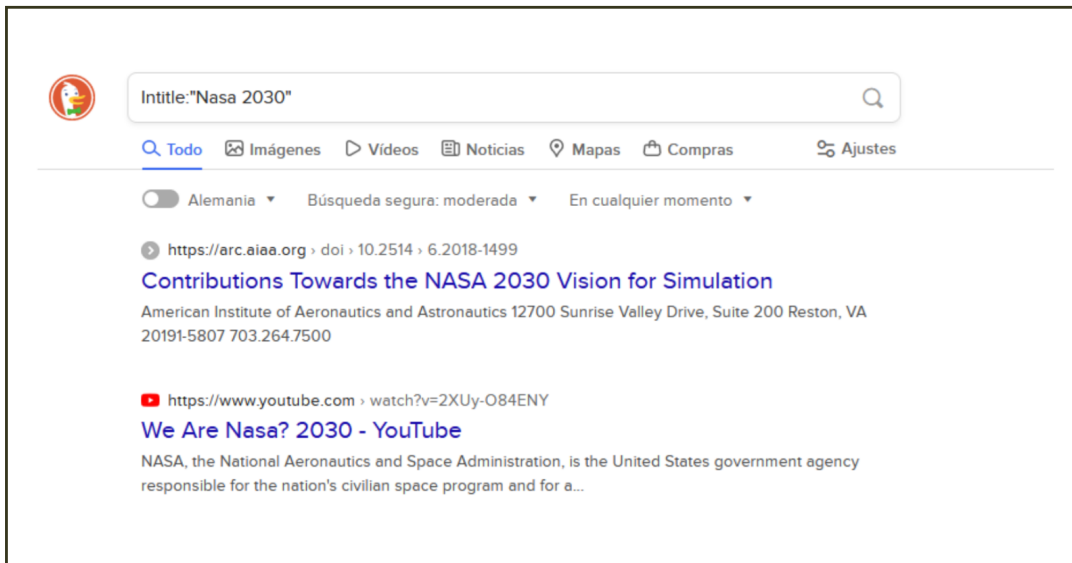 Intitle:"Nasa 2030"
Todo Imágenes Vídeos Noticias Mapas Compras Ajustes
Alemania Búsqueda segura: moderada En cualquier momento
https://arc.aiaa.org › doi › 10.2514 › 6.2018-1499
Contributions Towards the NASA 2030 Vision for Simulation
American Institute of Aeronautics and Astronautics 12700 Sunrise Valley Drive, Suite 200 Reston, VA
20191-5807 703.264.7500
https://www.youtube.com › watch?v=2XUy-O84ENY
We Are Nasa? 2030 - YouTube
NASA, the National Aeronautics and Space Administration, is the United States government agency
responsible for the nation's civilian space program and for a...